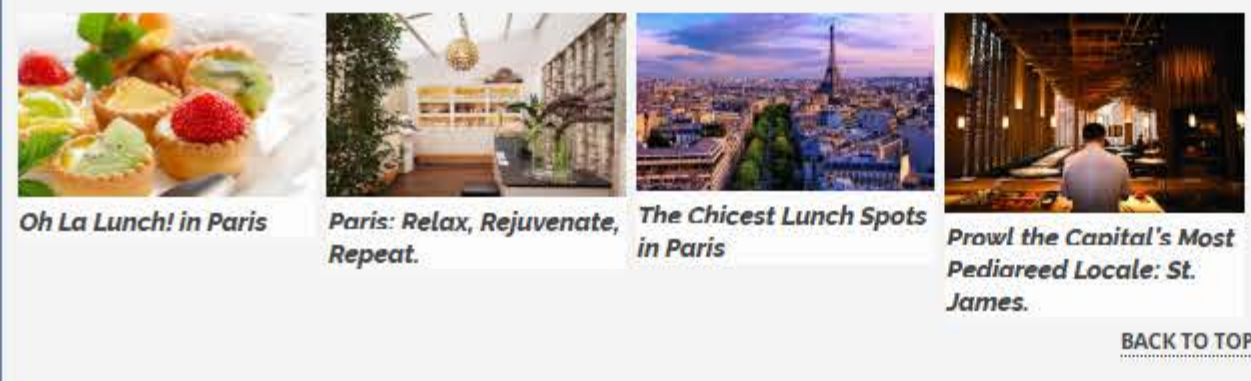 Oh La Lunch! in Paris
Paris: Relax, Rejuvenate,
Repeat.
The Chicest Lunch Spots
in Paris
Prowl the Capital's Most
Pedigreed Locale: St.
James.
BACK TO TOP